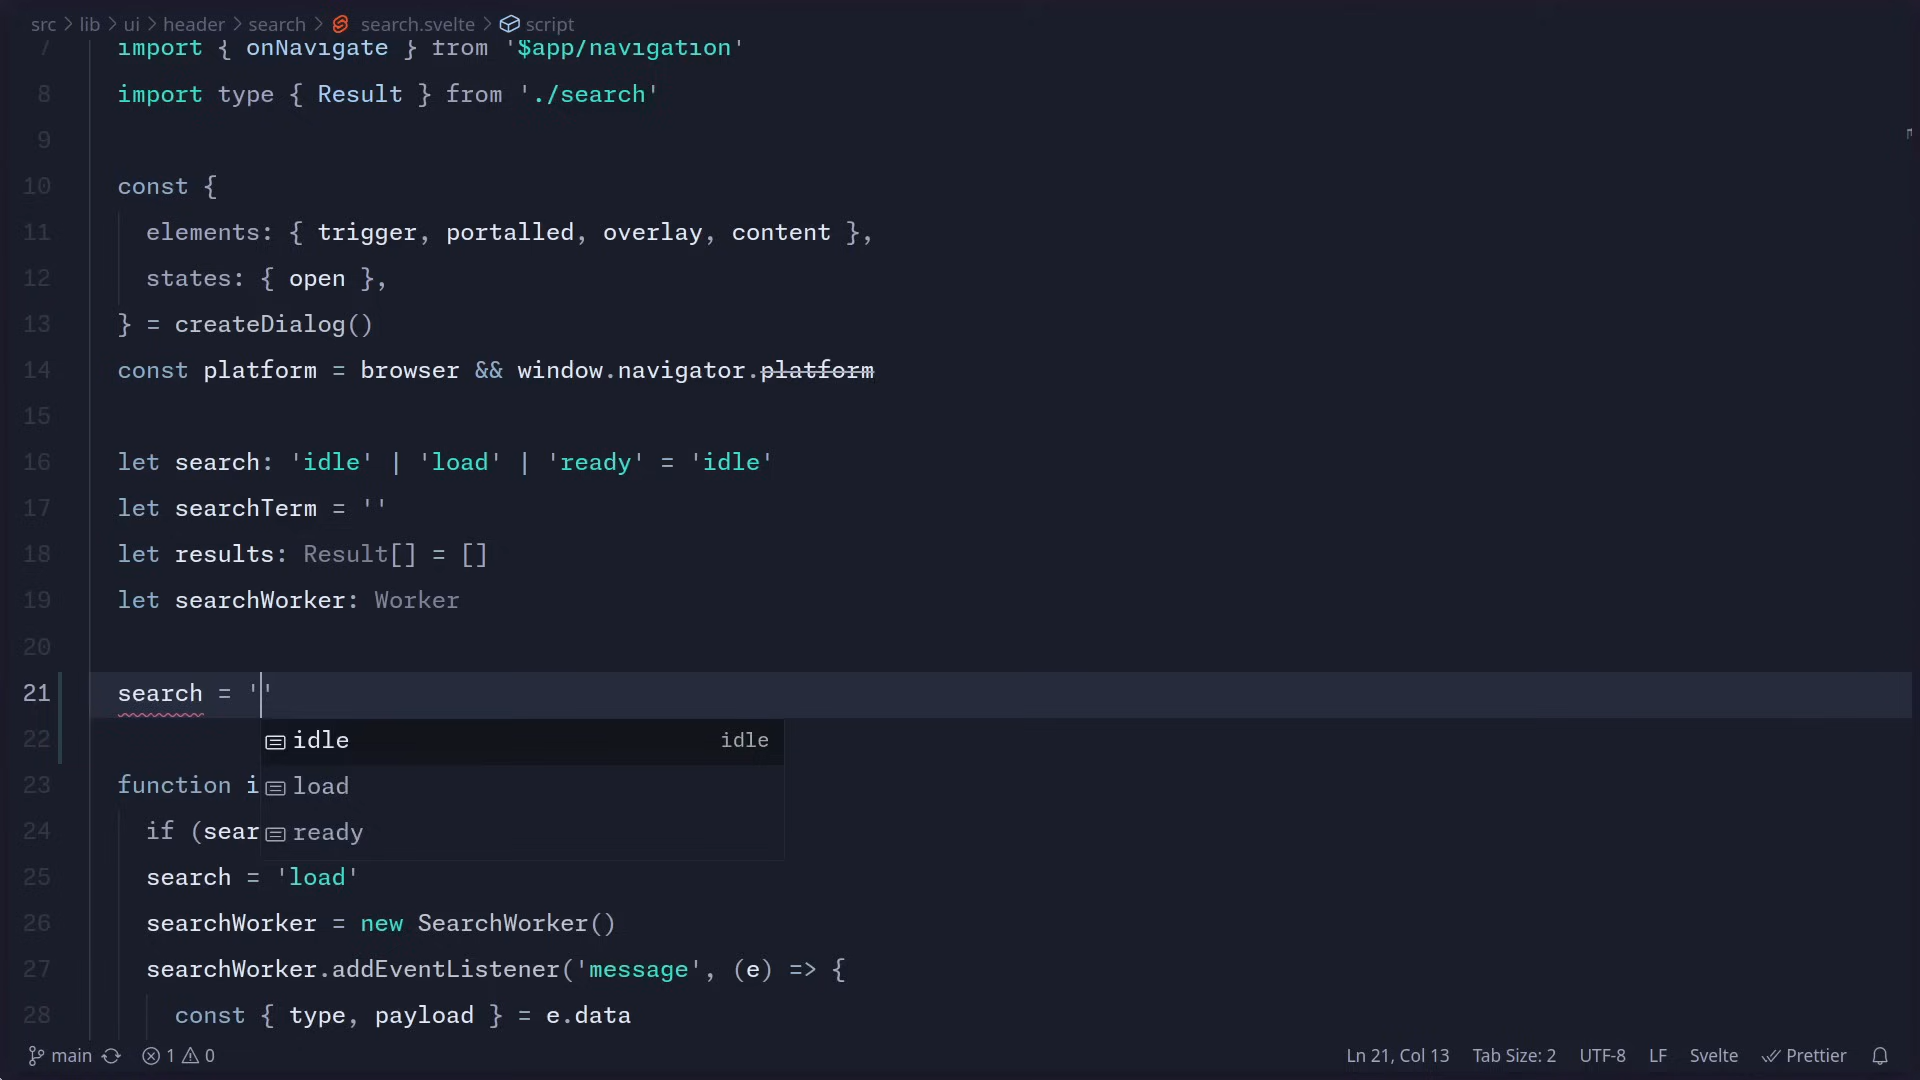 src > lib > ui > header > search > search.svelte > script
7 import { onNavigate } from '$app/navigation'
8 import type { Result } from './search'
9
10 const {
11 elements: { trigger, portalled, overlay, content },
12 states: { open },
13 } = createDialog()
14 const platform = browser && window.navigator.platform
15
16 let search: 'idle' | 'load' | 'ready' = 'idle'
17 let searchTerm = ''
18 let results: Result[] = []
19 let searchWorker: Worker
20
21 search = ''
idle idle
22
load
23 function i
ready
24 if (sear
25 search = 'load'
26 searchWorker = new SearchWorker()
27 searchWorker.addEventListener('message', (e) => {
28 const { type, payload } = e.data
main 1 0 Ln 21, Col 13 Tab Size: 2 UTF-8 LF Svelte Prettier